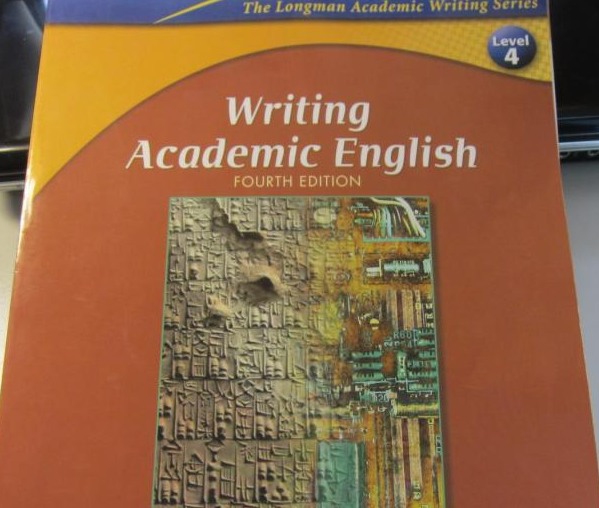 The Longman Academic Writing Series
Level
4
Writing
Academic English
FOURTH EDITION